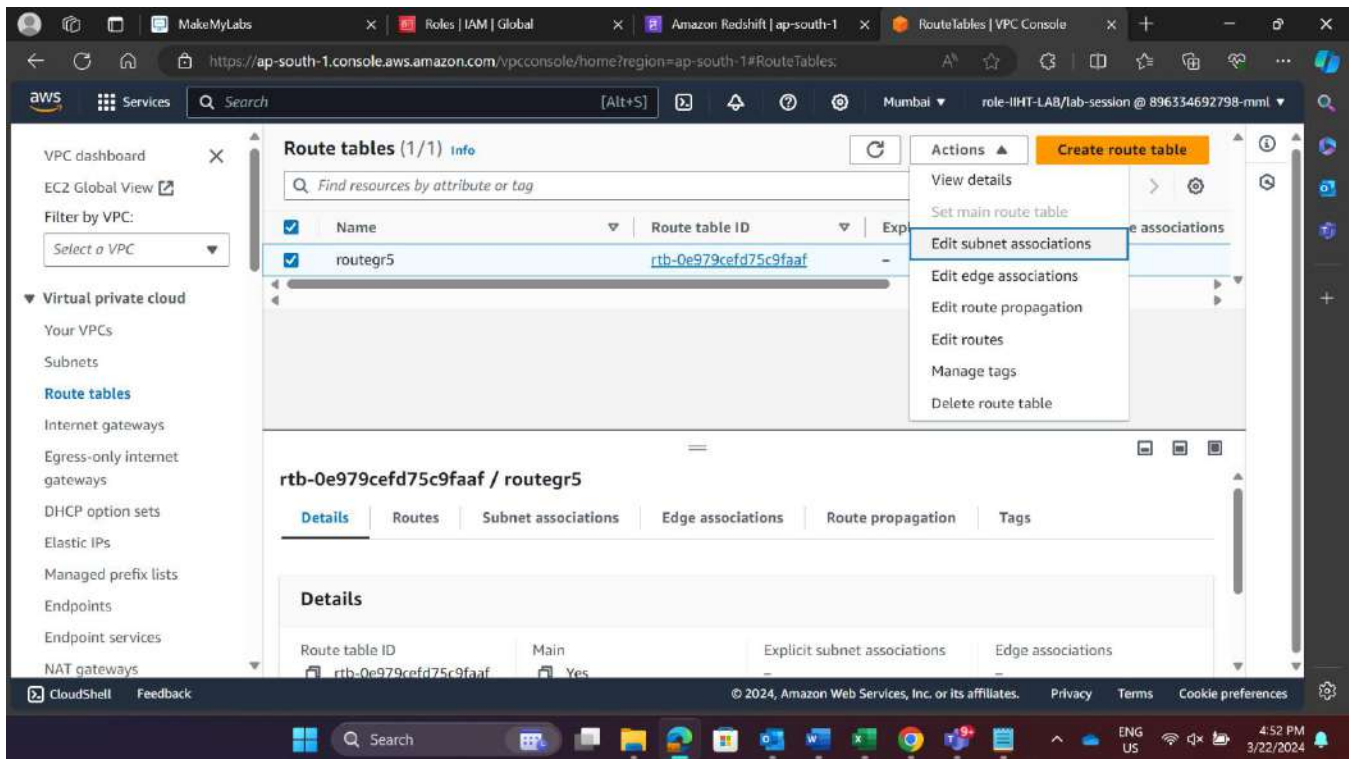 MakeMyLabs
Roles | IAM | Global
Amazon Redshift | ap-south-1
RouteTables | VPC Console
https://ap-south-1.console.aws.amazon.com/vpcconsole/home?region=ap-south-1#RouteTables:
aws
Services
Search
[Alt+S]
Mumbai
role-IIHT-LAB/lab-session @ 896334692798-mml
VPC dashboard
EC2 Global View
Filter by VPC:
Select a VPC
Virtual private cloud
Your VPCs
Subnets
Route tables
Internet gateways
Egress-only internet
gateways
DHCP option sets
Elastic IPs
Managed prefix lists
Endpoints
Endpoint services
NAT gateways
Route tables (1/1) Info
Actions
Create route table
Find resources by attribute or tag
Name
Route table ID
Expl
e associations
routegr5
rtb-0e979cefd75c9faaf
–
View details
Set main route table
Edit subnet associations
Edit edge associations
Edit route propagation
Edit routes
Manage tags
Delete route table
rtb-0e979cefd75c9faaf / routegr5
Details
Routes
Subnet associations
Edge associations
Route propagation
Tags
Details
Route table ID
rtb-0e979cefd75c9faaf
Main
Yes
Explicit subnet associations
–
Edge associations
–
CloudShell
Feedback
© 2024, Amazon Web Services, Inc. or its affiliates.
Privacy
Terms
Cookie preferences
Search
9+
ENG
US
4:52 PM
3/22/2024